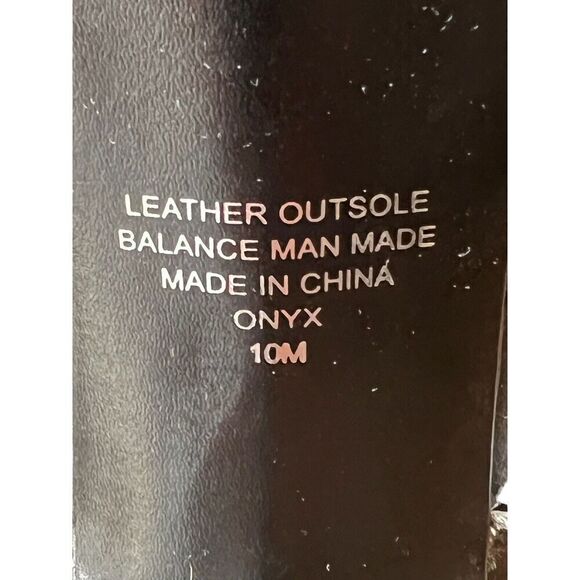 LEATHER OUTSOLE
BALANCE MAN MADE
MADE IN CHINA
ONYX
10M